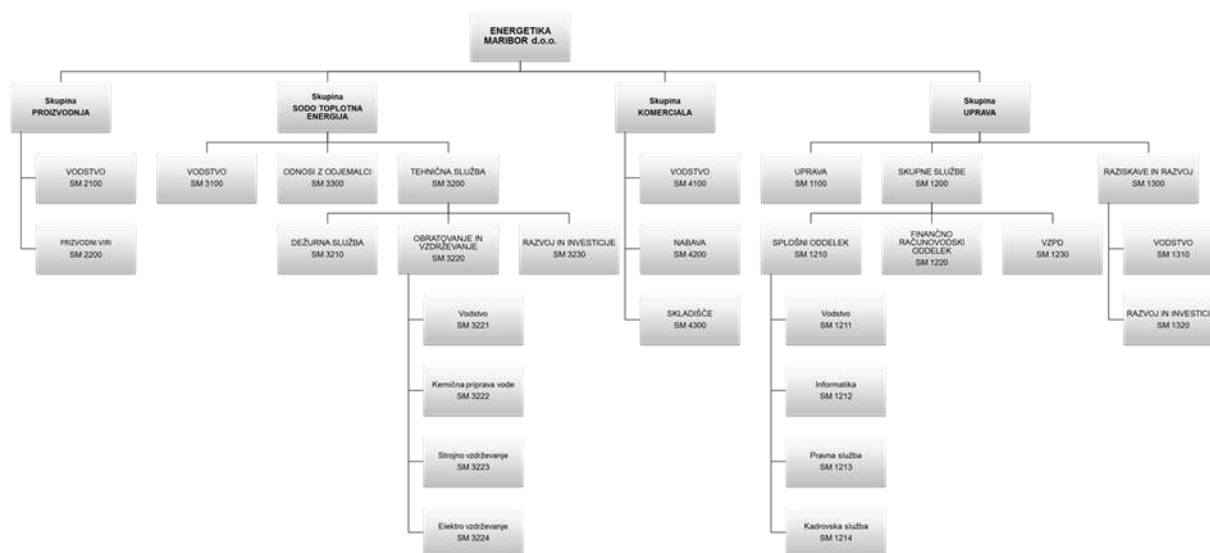 ENERGETIKA
MARIBOR d.o.o.
Skupina
PROIZVODNJA
Skupina
SODO TOPLOTNA
ENERGIJA
Skupina
KOMERCIALA
Skupina
UPRAVA
VODSTVO
SM 2100
VODSTVO
SM 3100
ODNOSI Z ODJEMALCI
SM 3300
TEHNIČNA SLUŽBA
SM 3200
VODSTVO
SM 4100
UPRAVA
SM 1100
SKUPNE SLUŽBE
SM 1200
RAZISKAVE IN RAZVOJ
SM 1300
PRIZVODNI VIRI
SM 2200
DEŽURNA SLUŽBA
SM 3210
OBRATOVANJE IN
VZDRŽEVANJE
SM 3220
RAZVOJ IN INVESTICIJE
SM 3230
NABAVA
SM 4200
SPLOŠNI ODDELEK
SM 1210
FINANČNO
RAČUNOVODSKI
ODDELEK
SM 1220
VZPD
SM 1230
VODSTVO
SM 1310
Vodstvo
SM 3221
SKLADIŠČE
SM 4300
Vodstvo
SM 1211
RAZVOJ IN INVESTICI
SM 1320
Kemična priprava vode
SM 3222
Informatika
SM 1212
Strojno vzdrževanje
SM 3223
Pravna služba
SM 1213
Elektro vzdrževanje
SM 3224
Kadrovska služba
SM 1214